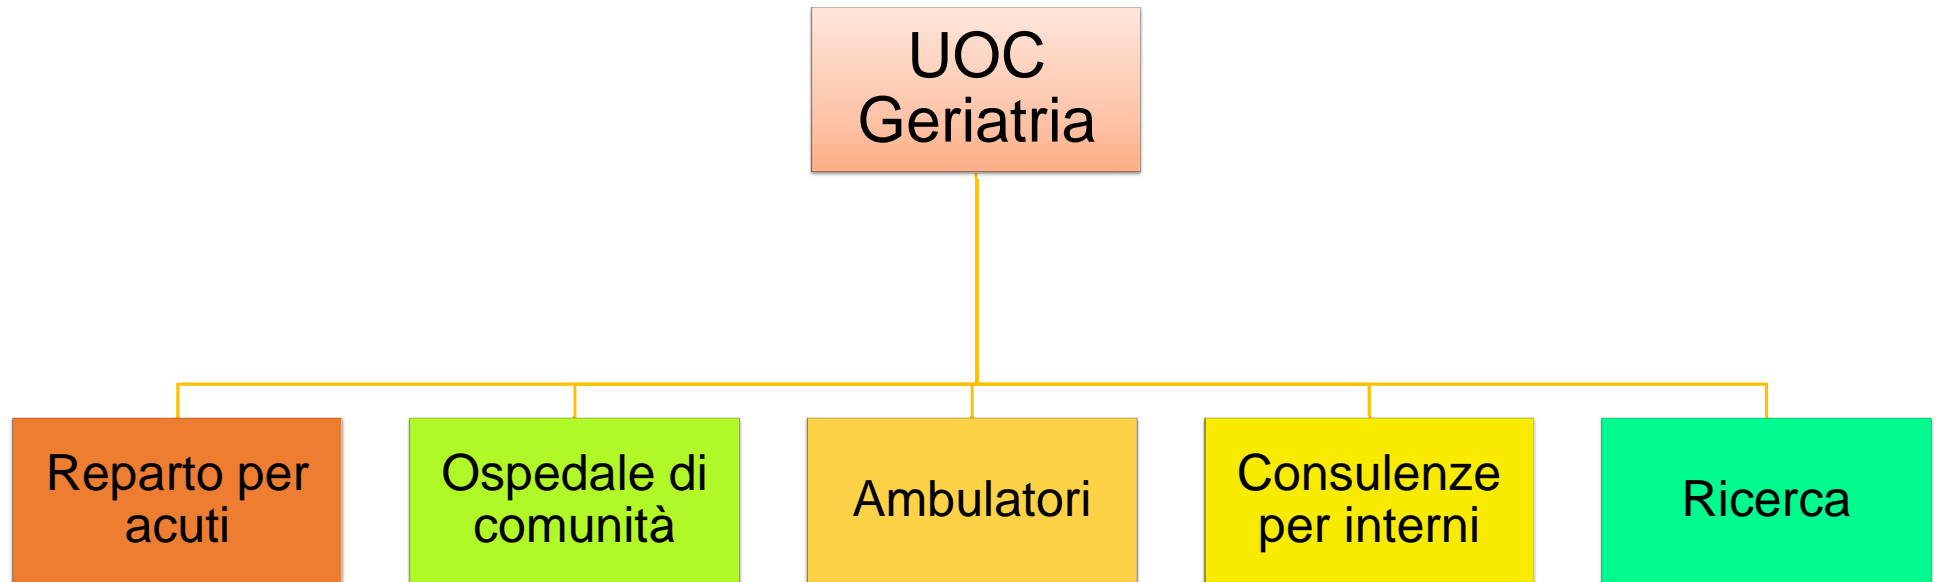 UOC
Geriatria
Reparto per
acuti
Ospedale di
comunità
Ambulatori
Consulenze
per interni
Ricerca